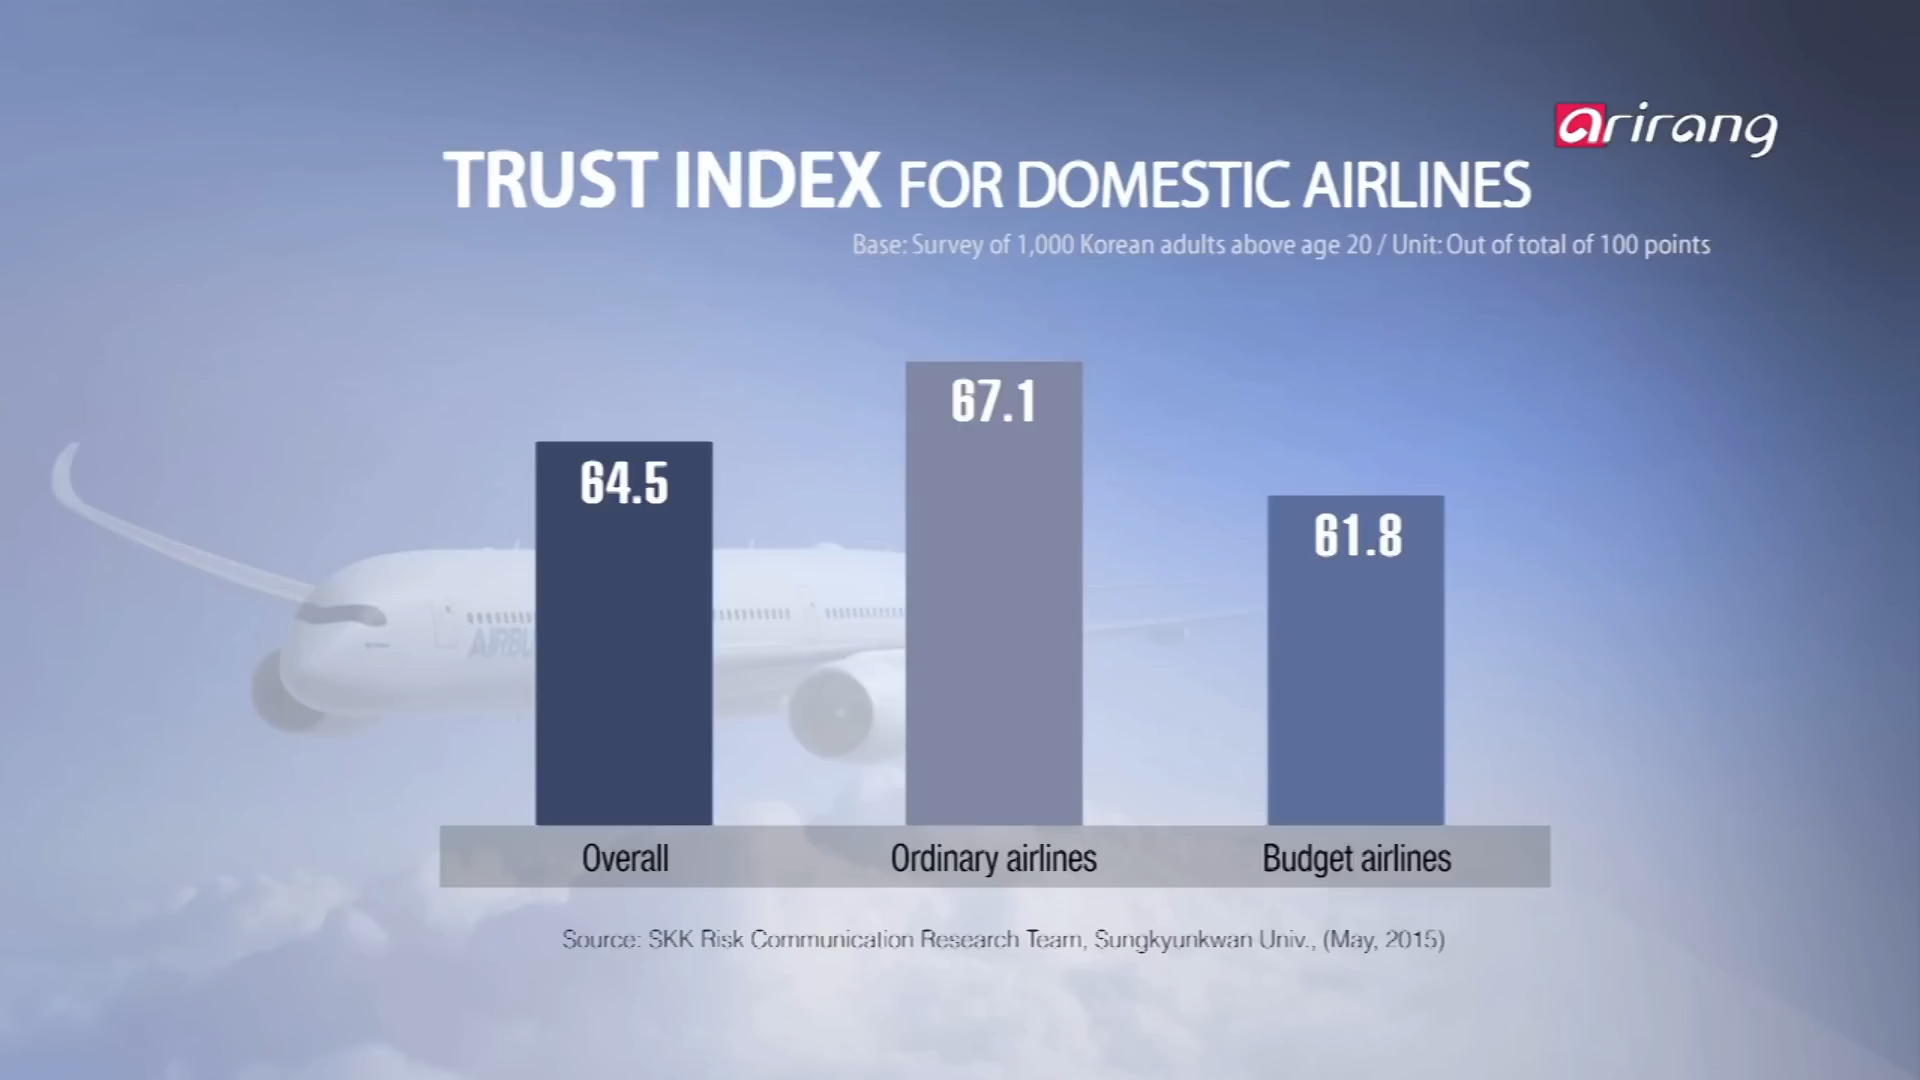 arirang
TRUST INDEX FOR DOMESTIC AIRLINES
Base: Survey of 1,000 Korean adults above age 20 / Unit: Out of total of 100 points
67.1
64.5
61.8
AIRBU
Overall
Ordinary airlines
Budget airlines
Source: SKK Risk Communication Research Team, Sungkyunkwan Univ., (May, 2015)